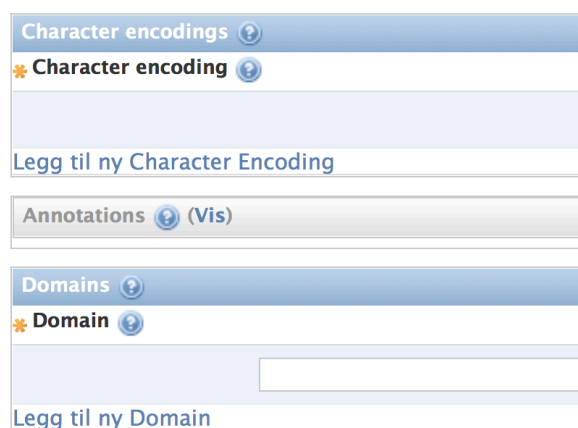 Character encodings
* Character encoding
Legg til ny Character Encoding
Annotations (Vis)
Domains
* Domain
Legg til ny Domain